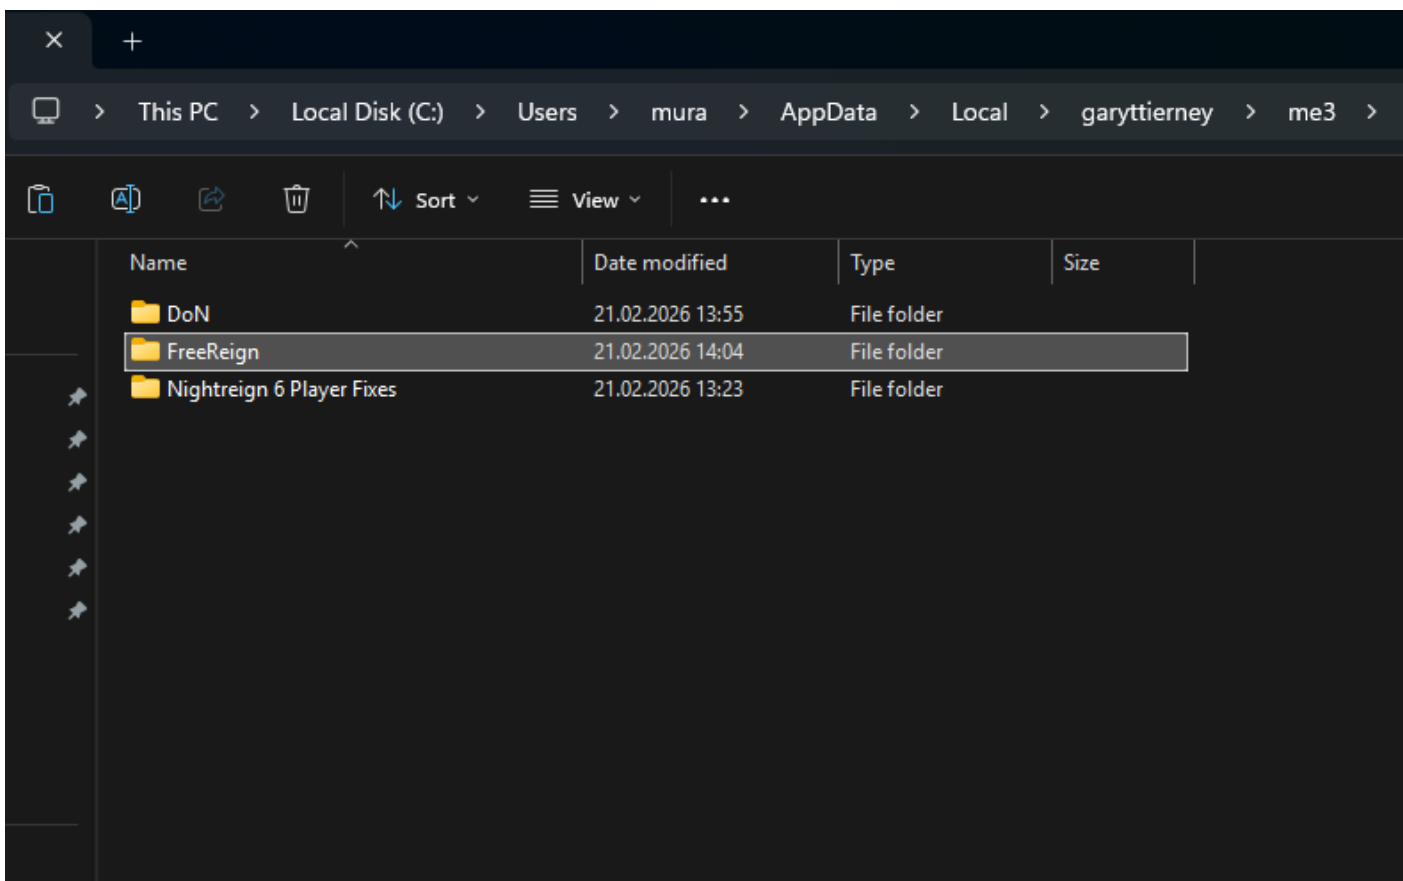 This PC > Local Disk (C:) > Users > mura > AppData > Local > garyttierney > me3 >
Sort View
Name Date modified Type Size
DoN 21.02.2026 13:55 File folder
FreeReign 21.02.2026 14:04 File folder
Nightreign 6 Player Fixes 21.02.2026 13:23 File folder